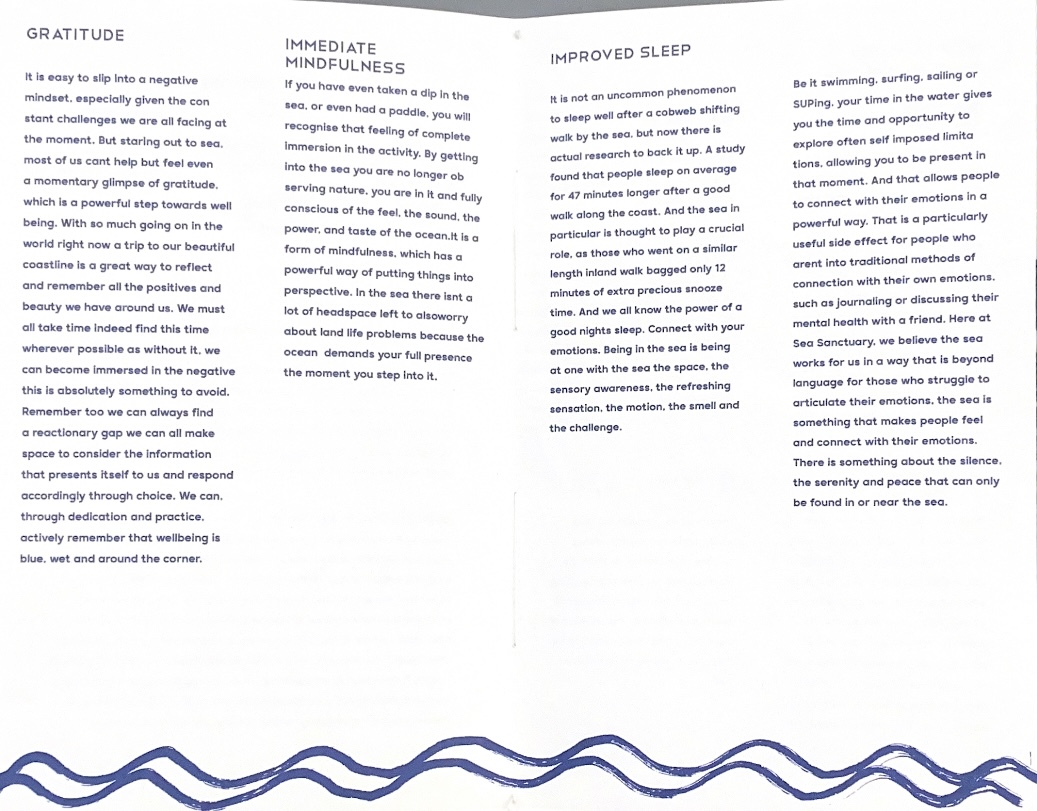 GRATITUDE
It is easy to slip into a negative
mindset, especially given the con
stant challenges we are all facing at
the moment. But staring out to sea,
most of us cant help but feel even
a momentary glimpse of gratitude,
which is a powerful step towards well
being. With so much going on in the
world right now a trip to our beautiful
coastline is a great way to reflect
and remember all the positives and
beauty we have around us. We must
all take time indeed find this time
wherever possible as without it, we
can become immersed in the negative
this is absolutely something to avoid.
Remember too we can always find
a reactionary gap we can all make
space to consider the information
that presents itself to us and respond
accordingly through choice. We can,
through dedication and practice,
actively remember that wellbeing is
blue, wet and around the corner.
IMMEDIATE
MINDFULNESS
If you have even taken a dip in the
sea, or even had a paddle, you will
recognise that feeling of complete
immersion in the activity. By getting
into the sea you are no longer ob
serving nature, you are in it and fully
conscious of the feel, the sound, the
power, and taste of the ocean.It is a
form of mindfulness, which has a
powerful way of putting things into
perspective. In the sea there isnt a
lot of headspace left to alsoworry
about land life problems because the
ocean demands your full presence
the moment you step into it.
IMPROVED SLEEP
It is not an uncommon phenomenon
to sleep well after a cobweb shifting
walk by the sea, but now there is
actual research to back it up. A study
found that people sleep on average
for 47 minutes longer after a good
walk along the coast. And the sea in
particular is thought to play a crucial
role, as those who went on a similar
length inland walk bagged only 12
minutes of extra precious snooze
time. And we all know the power of a
good nights sleep. Connect with your
emotions. Being in the sea is being
at one with the sea the space, the
sensory awareness, the refreshing
sensation, the motion, the smell and
the challenge.
Be it swimming, surfing, sailing or
SUPing, your time in the water gives
you the time and opportunity to
explore often self imposed limita
tions, allowing you to be present in
that moment. And that allows people
to connect with their emotions in a
powerful way. That is a particularly
useful side effect for people who
arent into traditional methods of
connection with their own emotions,
such as journaling or discussing their
mental health with a friend. Here at
Sea Sanctuary, we believe the sea
works for us in a way that is beyond
language for those who struggle to
articulate their emotions, the sea is
something that makes people feel
and connect with their emotions.
There is something about the silence,
the serenity and peace that can only
be found in or near the sea.